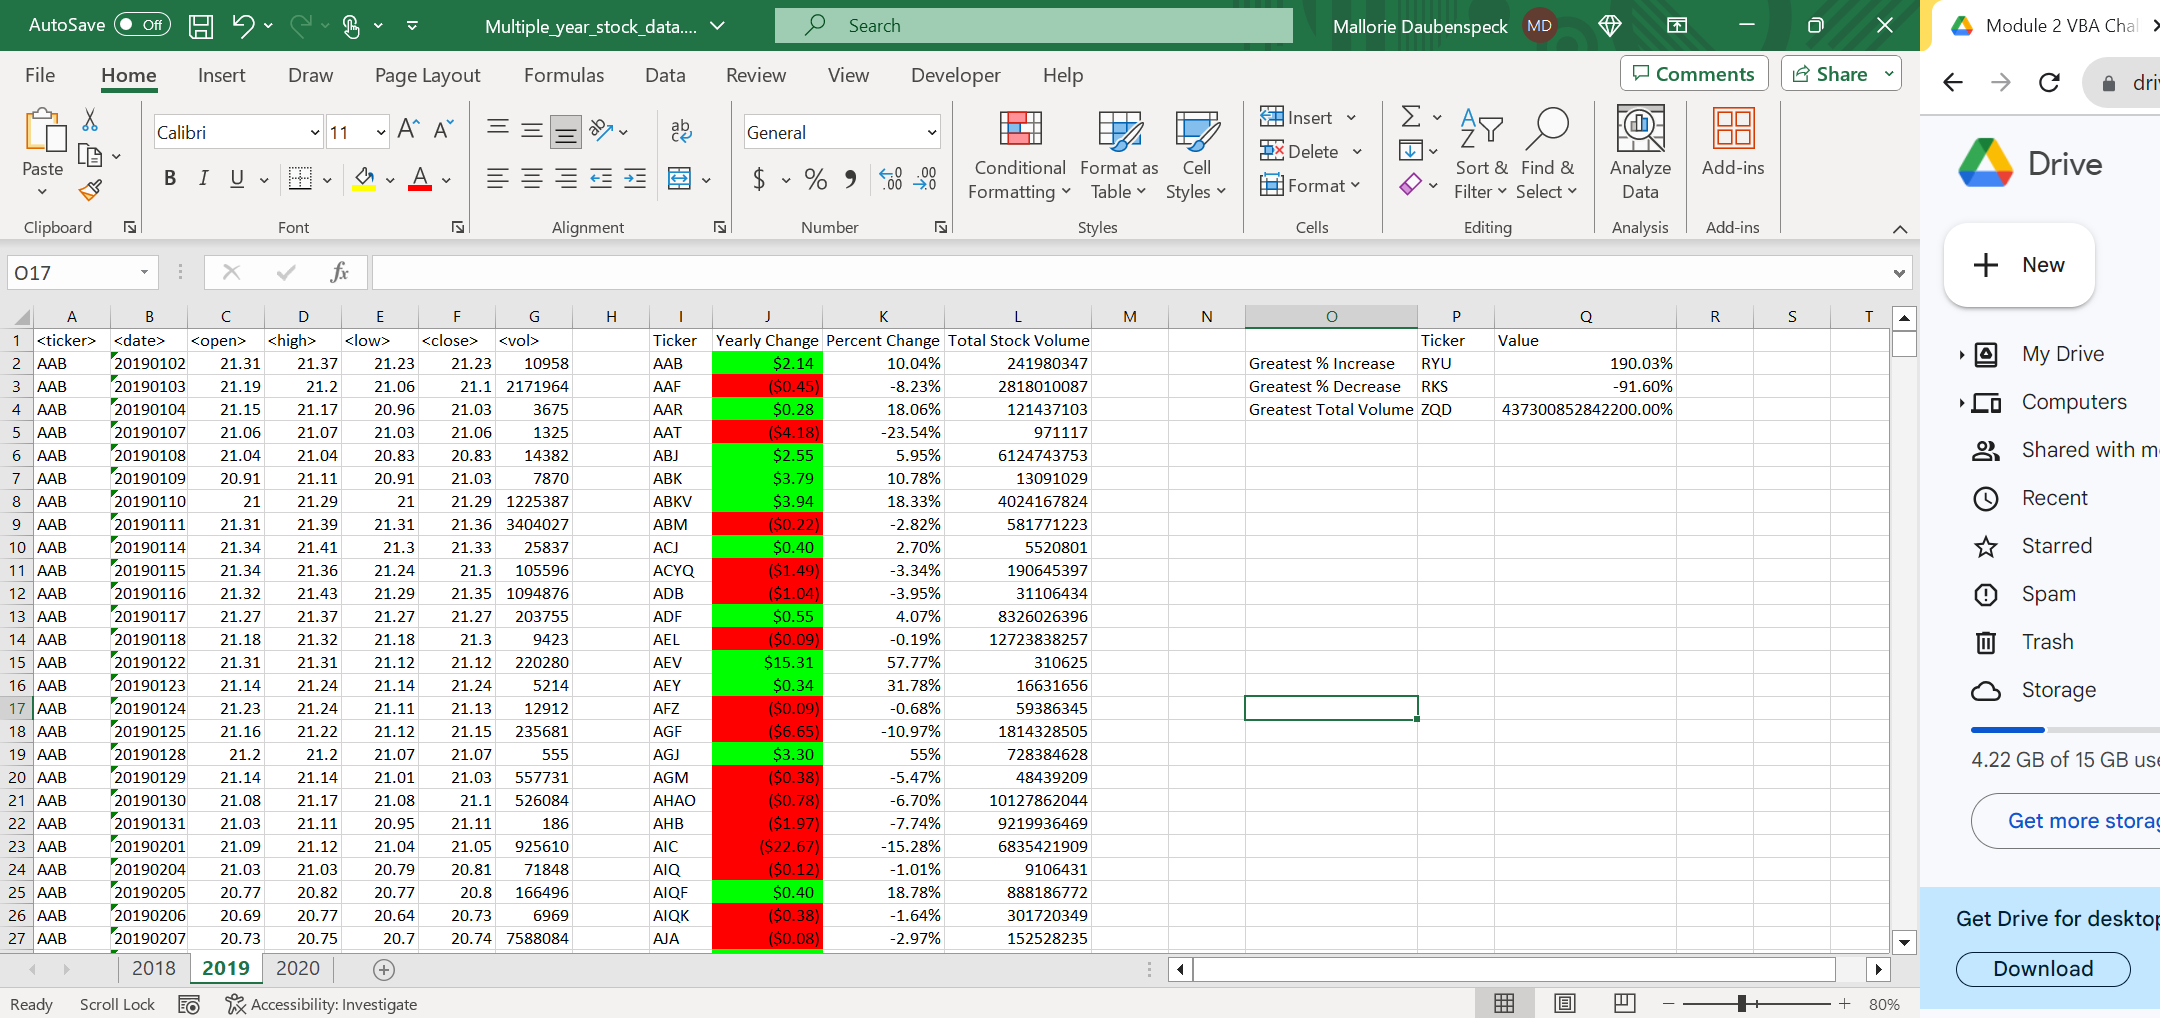 AutoSave Off Multiple_year_stock_data.... Search Mallorie Daubenspeck MD
File Home Insert Draw Page Layout Formulas Data Review View Developer Help Comments Share
Paste
Clipboard
Calibri 11
B I U
Font
ab
Alignment
General
$ % 9 .00 .00
Number
Conditional Formatting
Format as Table
Cell Styles
Styles
Insert
Delete
Format
Cells
Sort & Filter
Find & Select
Editing
Analyze Data
Analysis
Add-ins
Add-ins
O17 fx
A B C D E F G H I J K L M N O P Q R S T
1 <ticker> <date> <open> <high> <low> <close> <vol> Ticker Yearly Change Percent Change Total Stock Volume Ticker Value
2 AAB 20190102 21.31 21.37 21.23 21.23 10958 AAB $2.14 10.04% 241980347 Greatest % Increase RYU 190.03%
3 AAB 20190103 21.19 21.2 21.06 21.1 2171964 AAF ($0.45) -8.23% 2818010087 Greatest % Decrease RKS -91.60%
4 AAB 20190104 21.15 21.17 20.96 21.03 3675 AAR $0.28 18.06% 121437103 Greatest Total Volume ZQD 437300852842200.00%
5 AAB 20190107 21.06 21.07 21.03 21.06 1325 AAT ($4.18) -23.54% 971117
6 AAB 20190108 21.04 21.04 20.83 20.83 14382 ABJ $2.55 5.95% 6124743753
7 AAB 20190109 20.91 21.11 20.91 21.03 7870 ABK $3.79 10.78% 13091029
8 AAB 20190110 21 21.29 21 21.29 1225387 ABKV $3.94 18.33% 4024167824
9 AAB 20190111 21.31 21.39 21.31 21.36 3404027 ABM ($0.22) -2.82% 581771223
10 AAB 20190114 21.34 21.41 21.3 21.33 25837 ACJ $0.40 2.70% 5520801
11 AAB 20190115 21.34 21.36 21.24 21.3 105596 ACYQ ($1.49) -3.34% 190645397
12 AAB 20190116 21.32 21.43 21.29 21.35 1094876 ADB ($1.04) -3.95% 31106434
13 AAB 20190117 21.27 21.37 21.27 21.27 203755 ADF $0.55 4.07% 8326026396
14 AAB 20190118 21.18 21.32 21.18 21.3 9423 AEL ($0.09) -0.19% 12723838257
15 AAB 20190122 21.31 21.31 21.12 21.12 220280 AEV $15.31 57.77% 310625
16 AAB 20190123 21.14 21.24 21.14 21.24 5214 AEY $0.34 31.78% 16631656
17 AAB 20190124 21.23 21.24 21.11 21.13 12912 AFZ ($0.09) -0.68% 59386345
18 AAB 20190125 21.16 21.22 21.12 21.15 235681 AGF ($6.65) -10.97% 1814328505
19 AAB 20190128 21.2 21.2 21.07 21.07 555 AGJ $3.30 55% 728384628
20 AAB 20190129 21.14 21.14 21.01 21.03 557731 AGM ($0.38) -5.47% 48439209
21 AAB 20190130 21.08 21.17 21.08 21.1 526084 AHAO ($0.78) -6.70% 10127862044
22 AAB 20190131 21.03 21.11 20.95 21.11 186 AHB ($1.97) -7.74% 9219936469
23 AAB 20190201 21.09 21.12 21.04 21.05 925610 AIC ($22.67) -15.28% 6835421909
24 AAB 20190204 21.03 21.03 20.79 20.81 71848 AIQ ($0.12) -1.01% 9106431
25 AAB 20190205 20.77 20.82 20.77 20.8 166496 AIQF $0.40 18.78% 888186772
26 AAB 20190206 20.69 20.77 20.64 20.73 6969 AIQK ($0.38) -1.64% 301720349
27 AAB 20190207 20.73 20.75 20.7 20.74 7588084 AJA ($0.08) -2.97% 152528235
2018 2019 2020
Ready Scroll Lock Accessibility: Investigate 80%
Module 2 VBA Chal
dri
Drive
New
My Drive
Computers
Shared with m
Recent
Starred
Spam
Trash
Storage
4.22 GB of 15 GB use
Get more storag
Get Drive for desktop
Download